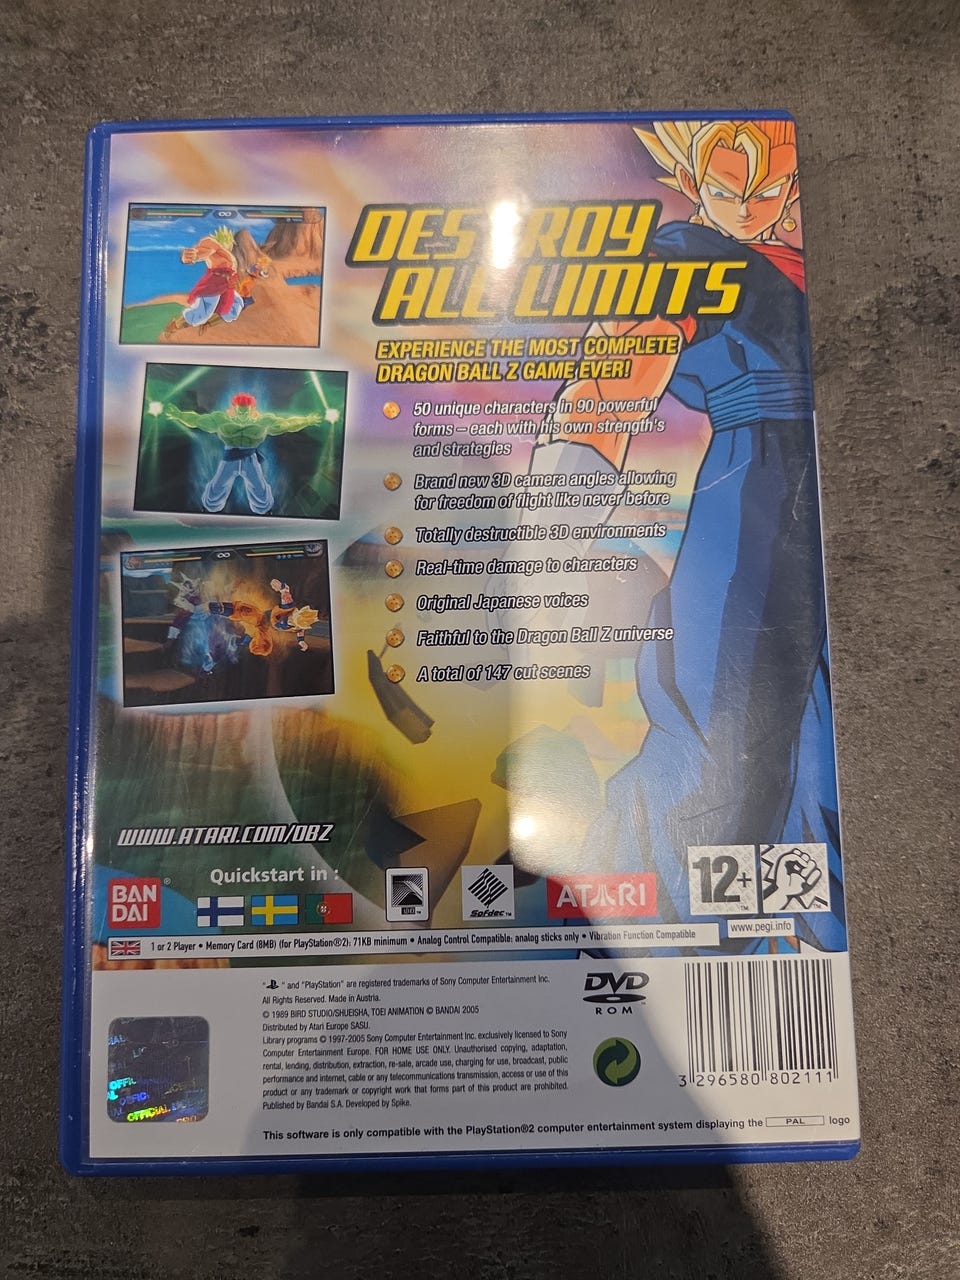 DESTROY
ALL LIMITS
EXPERIENCE THE MOST COMPLETE
DRAGON BALL Z GAME EVER!
50 unique characters in 90 powerful
forms – each with his own strength's
and strategies
Brand new 3D camera angles allowing
for freedom of flight like never before
Totally destructible 3D environments
Real-time damage to characters
Original Japanese voices
Faithful to the Dragon Ball Z universe
A total of 147 cut scenes
WWW.ATARI.COM/DBZ
Quickstart in :
BAN
DAI
®
Sofdec™
ATARI
12+
www.pegi.info
1 or 2 Player • Memory Card (8MB) (for PlayStation®2): 71KB minimum • Analog Control Compatible: analog sticks only • Vibration Function Compatible
" " and "PlayStation" are registered trademarks of Sony Computer Entertainment Inc.
All Rights Reserved. Made in Austria.
© 1989 BIRD STUDIO/SHUEISHA, TOEI ANIMATION © BANDAI 2005
Distributed by Atari Europe SASU.
Library programs © 1997-2005 Sony Computer Entertainment Inc. exclusively licensed to Sony
Computer Entertainment Europe. FOR HOME USE ONLY. Unauthorised copying, adaptation,
rental, lending, distribution, extraction, re-sale, arcade use, charging for use, broadcast, public
performance and internet, cable or any telecommunications transmission, access or use of this
product or any trademark or copyright work that forms part of this product are prohibited.
Published by Bandai S.A. Developed by Spike.
DVD
ROM
3 296580 802111
OFFICIAL
This software is only compatible with the PlayStation®2 computer entertainment system displaying the PAL logo